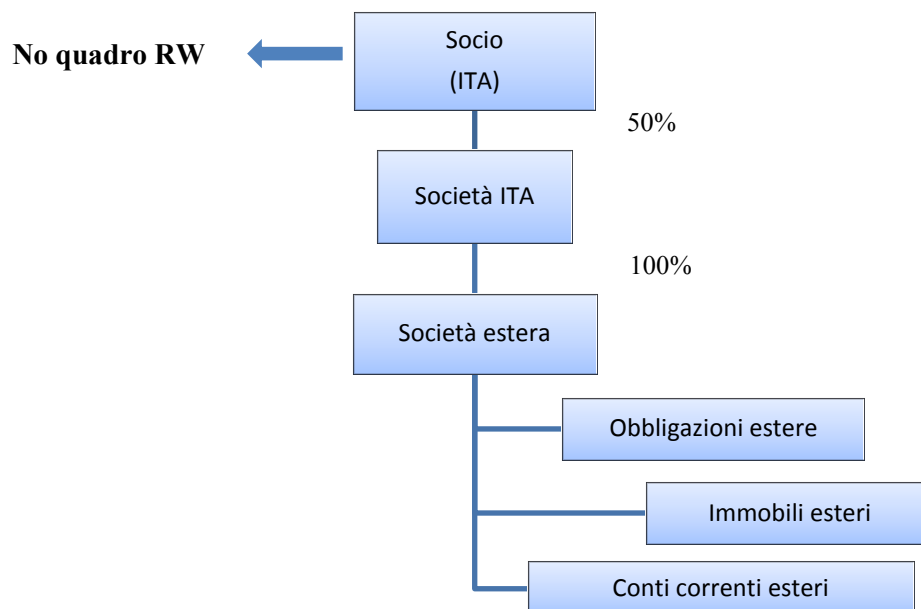 Socio
(ITA)
No quadro RW
50%
Società ITA
100%
Società estera
Obbligazioni estere
Immobili esteri
Conti correnti esteri